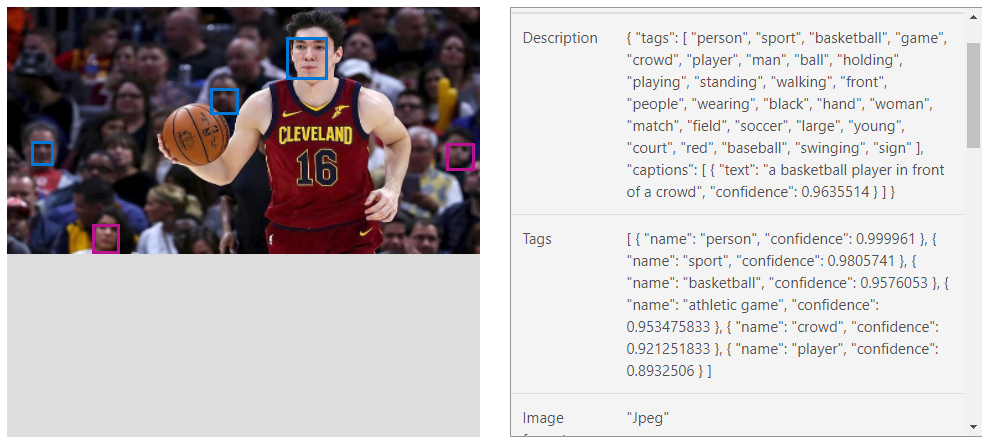 CLEVELAND
16
Description
{ "tags": [ "person", "sport", "basketball", "game",
"crowd", "player", "man", "ball", "holding",
"playing", "standing", "walking", "front",
"people", "wearing", "black", "hand", "woman",
"match", "field", "soccer", "large", "young",
"court", "red", "baseball", "swinging", "sign" ],
"captions": [ { "text": "a basketball player in front
of a crowd", "confidence": 0.9635514 } ] }
Tags
[ { "name": "person", "confidence": 0.999961 }, {
"name": "sport", "confidence": 0.9805741 }, {
"name": "basketball", "confidence": 0.9576053 }, {
"name": "athletic game", "confidence":
0.953475833 }, { "name": "crowd", "confidence":
0.921251833 }, { "name": "player", "confidence":
0.8932506 } ]
Image
"Jpeg"